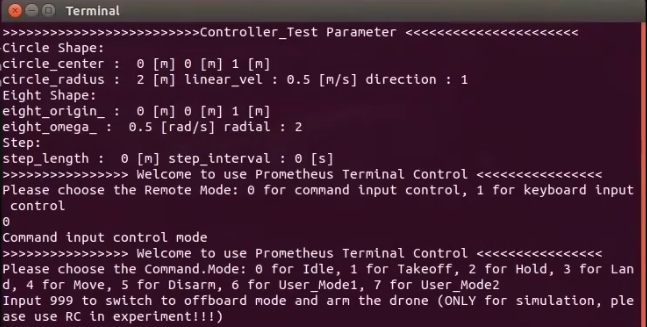 Terminal
>>>>>>>>>>>>>>>>>>>>>>>>>Controller_Test Parameter <<<<<<<<<<<<<<<<<<<<<<
Circle Shape:
circle_center :  0 [m] 0 [m] 1 [m]
circle_radius :  2 [m] linear_vel : 0.5 [m/s] direction : 1
Eight Shape:
eight_origin_ :  0 [m] 0 [m] 1 [m]
eight_omega_ :  0.5 [rad/s] radial : 2
Step:
step_length :  0 [m] step_interval : 0 [s]
>>>>>>>>>>>>>>>> Welcome to use Prometheus Terminal Control <<<<<<<<<<<<<<<<
Please choose the Remote Mode: 0 for command input control, 1 for keyboard input
 control
0
Command input control mode
>>>>>>>>>>>>>>>> Welcome to use Prometheus Terminal Control <<<<<<<<<<<<<<<<
Please choose the Command.Mode: 0 for Idle, 1 for Takeoff, 2 for Hold, 3 for Lan
d, 4 for Move, 5 for Disarm, 6 for User_Mode1, 7 for User_Mode2
Input 999 to switch to offboard mode and arm the drone (ONLY for simulation, ple
ase use RC in experiment!!!)